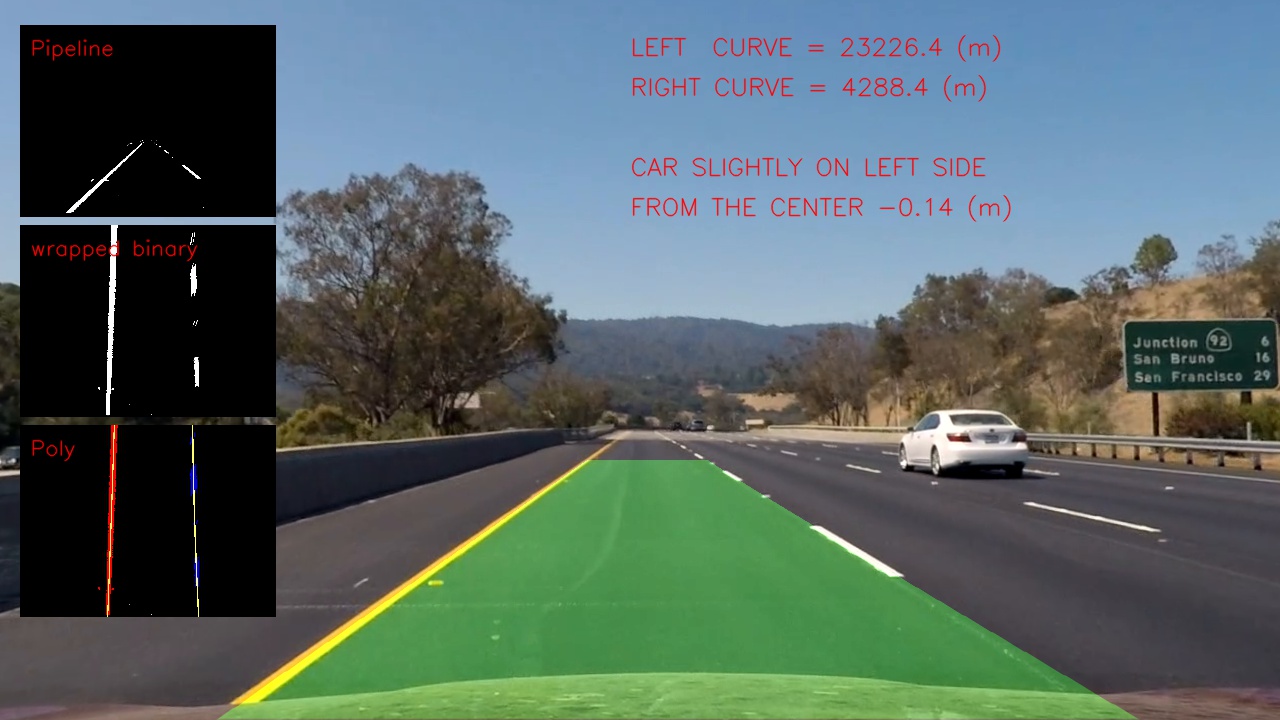 Pipeline
wrapped binary
Poly
LEFT CURVE = 23226.4 (m)
RIGHT CURVE = 4288.4 (m)
CAR SLIGHTLY ON LEFT SIDE
FROM THE CENTER -0.14 (m)
Junction 92 6
San Bruno 16
San Francisco 29